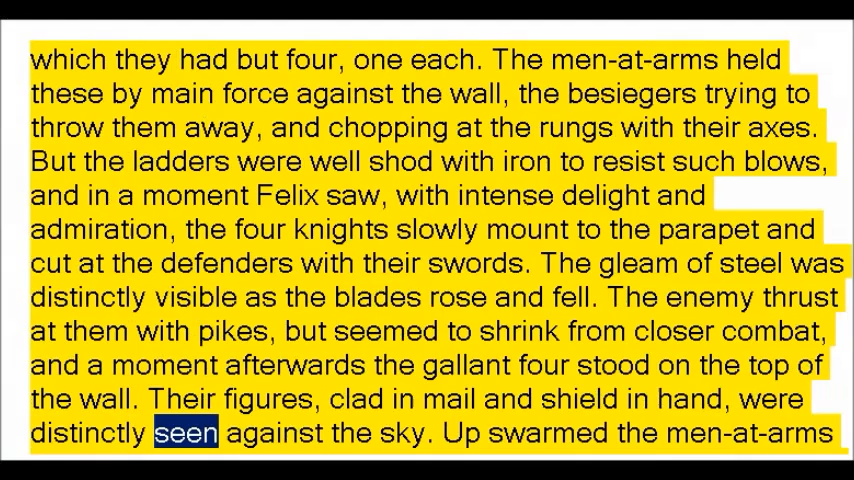 which they had but four, one each. The men-at-arms held
these by main force against the wall, the besiegers trying to
throw them away, and chopping at the rungs with their axes.
But the ladders were well shod with iron to resist such blows,
and in a moment Felix saw, with intense delight and
admiration, the four knights slowly mount to the parapet and
cut at the defenders with their swords. The gleam of steel was
distinctly visible as the blades rose and fell. The enemy thrust
at them with pikes, but seemed to shrink from closer combat,
and a moment afterwards the gallant four stood on the top of
the wall. Their figures, clad in mail and shield in hand, were
distinctly seen against the sky. Up swarmed the men-at-arms